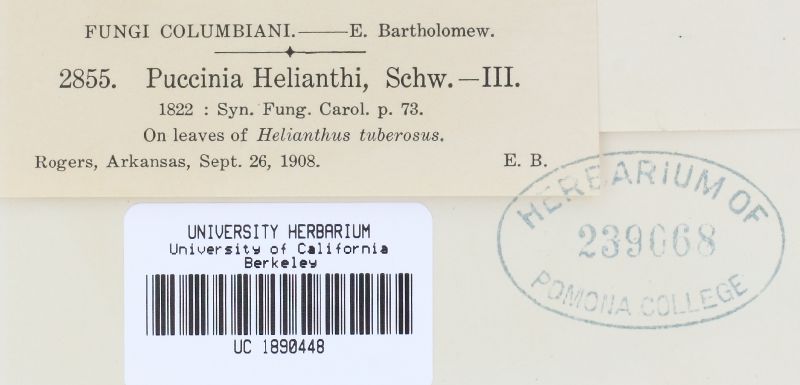 FUNGI COLUMBIANI.——E. Bartholomew.
2855. Puccinia Helianthi, Schw.—III.
1822 : Syn. Fung. Carol. p. 73.
On leaves of Helianthus tuberosus.
Rogers, Arkansas, Sept. 26, 1908. E. B.
HERBARIUM OF
239068
POMONA COLLEGE
UNIVERSITY HERBARIUM
University of California
Berkeley
UC 1890448